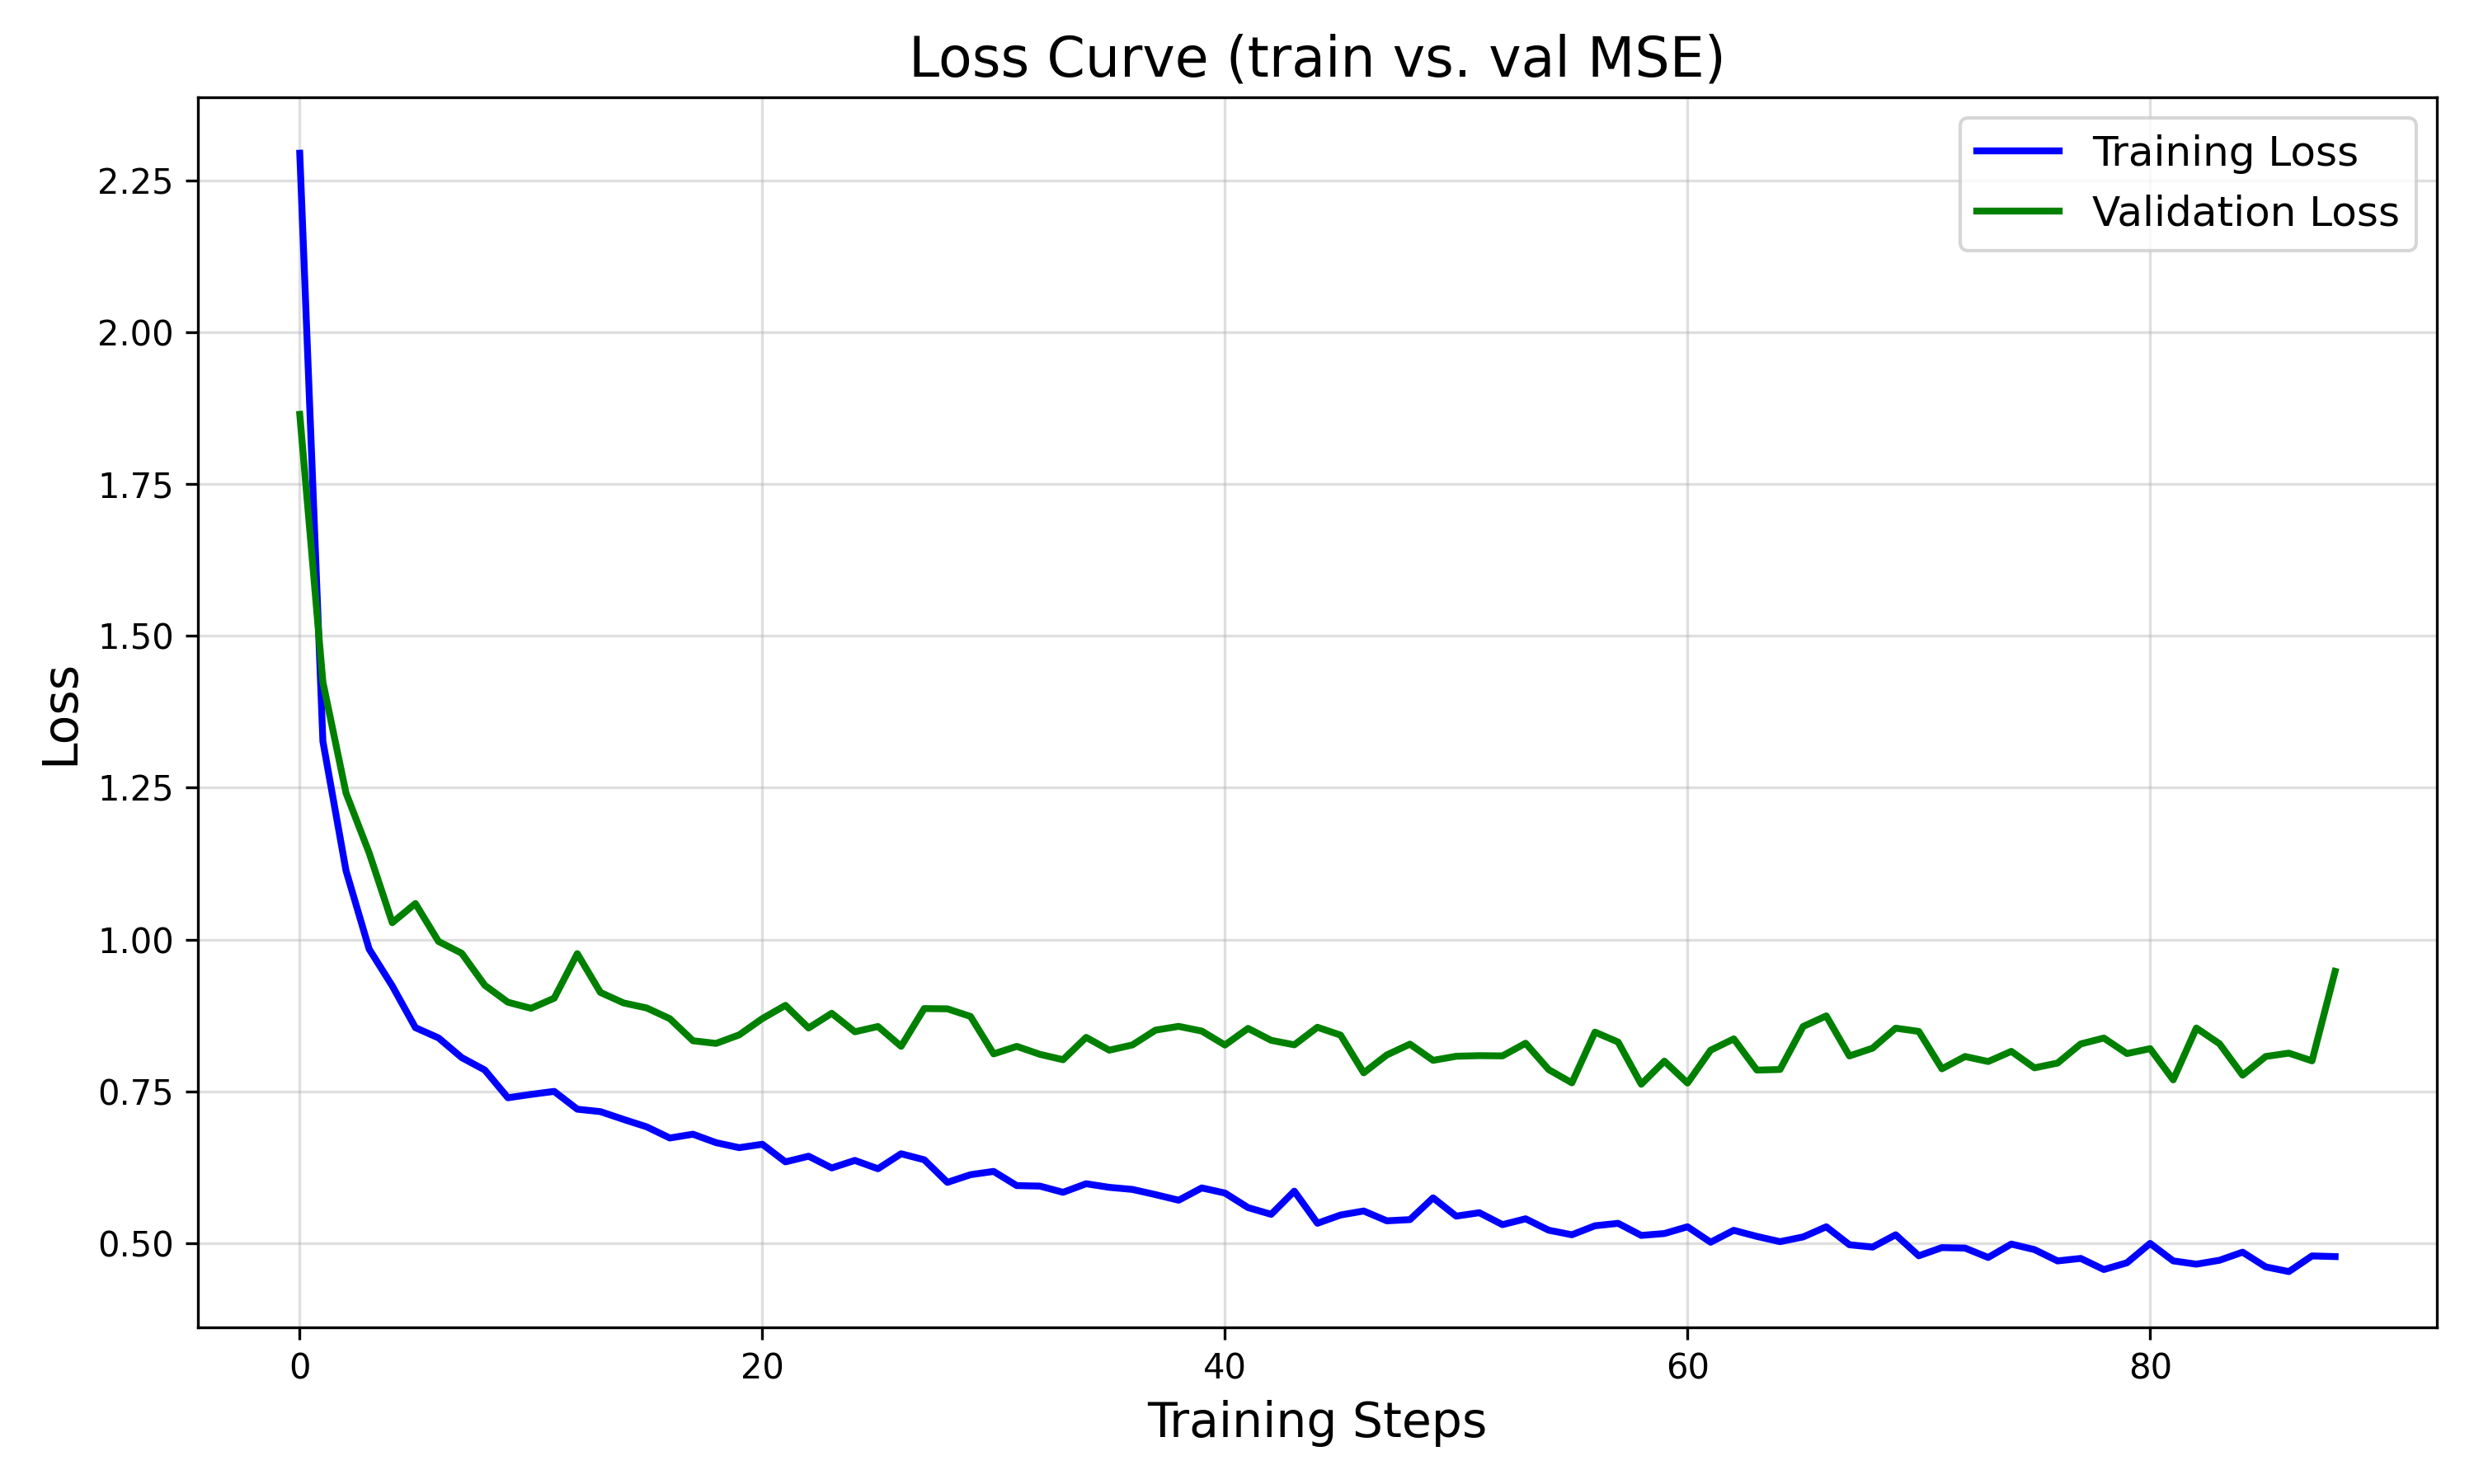 Loss Curve (train vs. val MSE)
Training Loss
Validation Loss
2.25
2.00
1.75
1.50
1.25
1.00
0.75
0.50
Loss
0 20 40 60 80
Training Steps